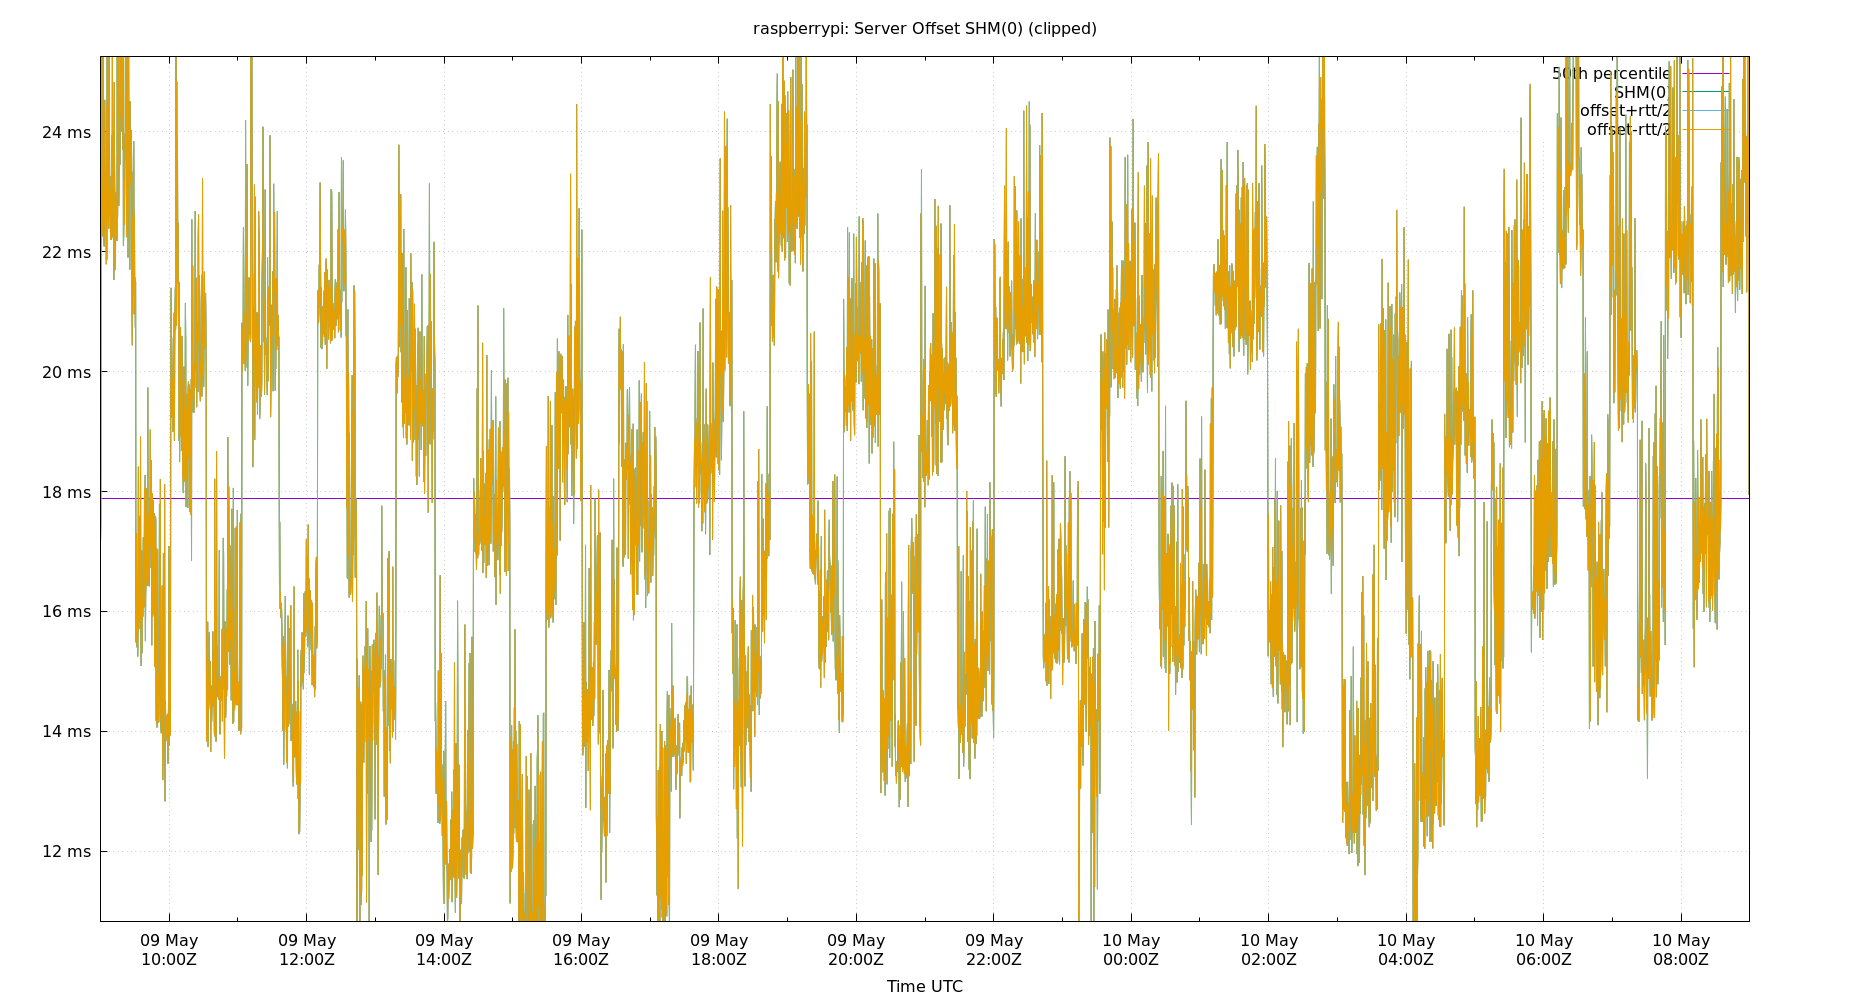 raspberrypi: Server Offset SHM(0) (clipped)
50th percentile
SHM(0)
offset+rtt/2
offset-rtt/2
24 ms
22 ms
20 ms
18 ms
16 ms
14 ms
12 ms
09 May 09 May 09 May 09 May 09 May 09 May 09 May 10 May 10 May 10 May 10 May 10 May
10:00Z 12:00Z 14:00Z 16:00Z 18:00Z 20:00Z 22:00Z 00:00Z 02:00Z 04:00Z 06:00Z 08:00Z
Time UTC